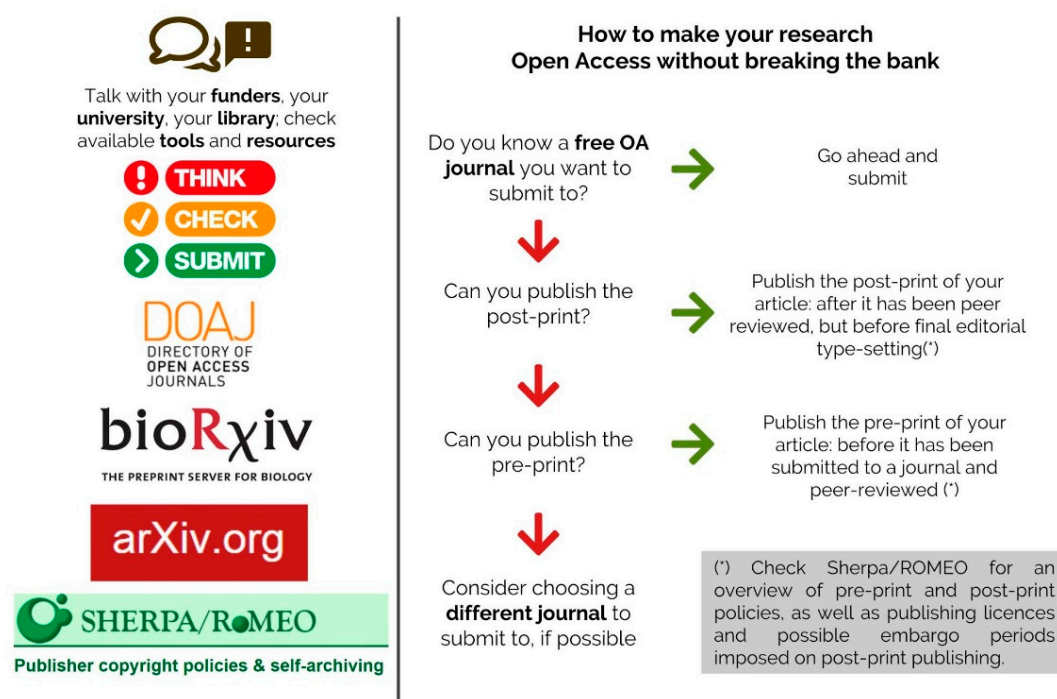 Talk with your funders, your
university, your library; check
available tools and resources
THINK
CHECK
SUBMIT
DOAJ
DIRECTORY OF
OPEN ACCESS
JOURNALS
bioRχiv
THE PREPRINT SERVER FOR BIOLOGY
arXiv.org
SHERPA/RoMEO
Publisher copyright policies & self-archiving
How to make your research
Open Access without breaking the bank
Do you know a free OA
journal you want to
submit to?
Go ahead and
submit
Can you publish the
post-print?
Publish the post-print of your
article: after it has been peer
reviewed, but before final editorial
type-setting(*)
Can you publish the
pre-print?
Publish the pre-print of your
article: before it has been
submitted to a journal and
peer-reviewed (*)
Consider choosing a
different journal to
submit to, if possible
(*) Check Sherpa/ROMEO for an
overview of pre-print and post-print
policies, as well as publishing licences
and possible embargo periods
imposed on post-print publishing.